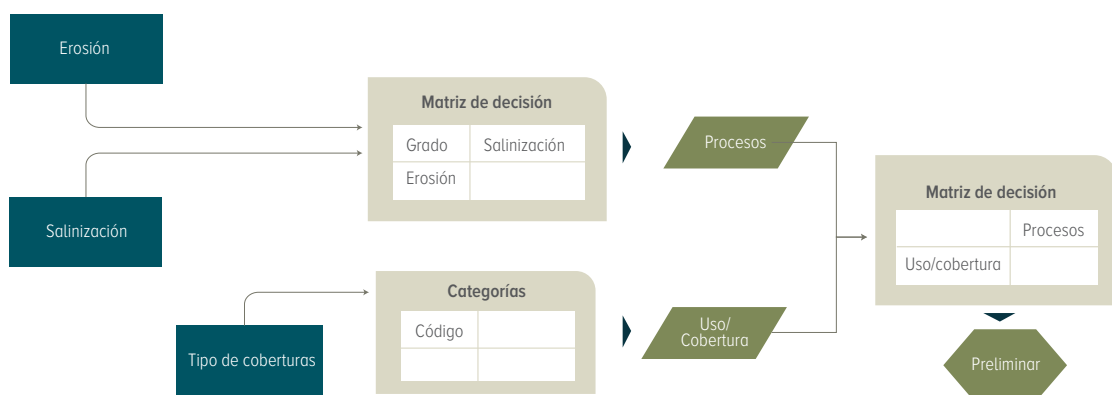 Erosión
Salinización
Matriz de decisión
Grado Salinización
Erosión
Procesos
Tipo de coberturas
Categorías
Código
Uso/
Cobertura
Matriz de decisión
Procesos
Uso/cobertura
Preliminar